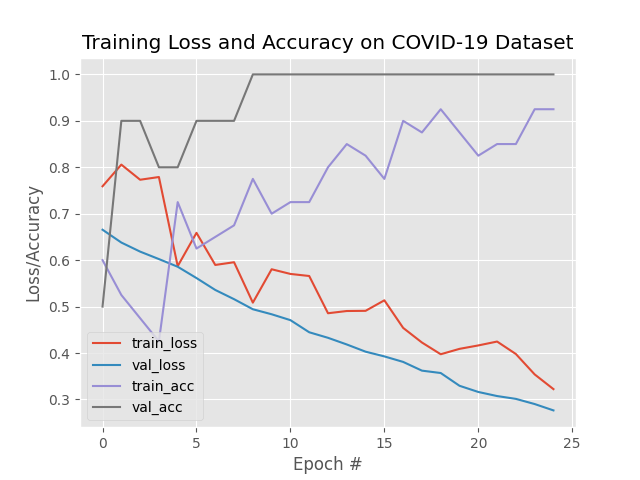 Training Loss and Accuracy on COVID-19 Dataset
1.0
0.9
0.8
0.7
0.6
0.5
0.4
0.3
Loss/Accuracy
train_loss
val_loss
train_acc
val_acc
0 5 10 15 20 25
Epoch #